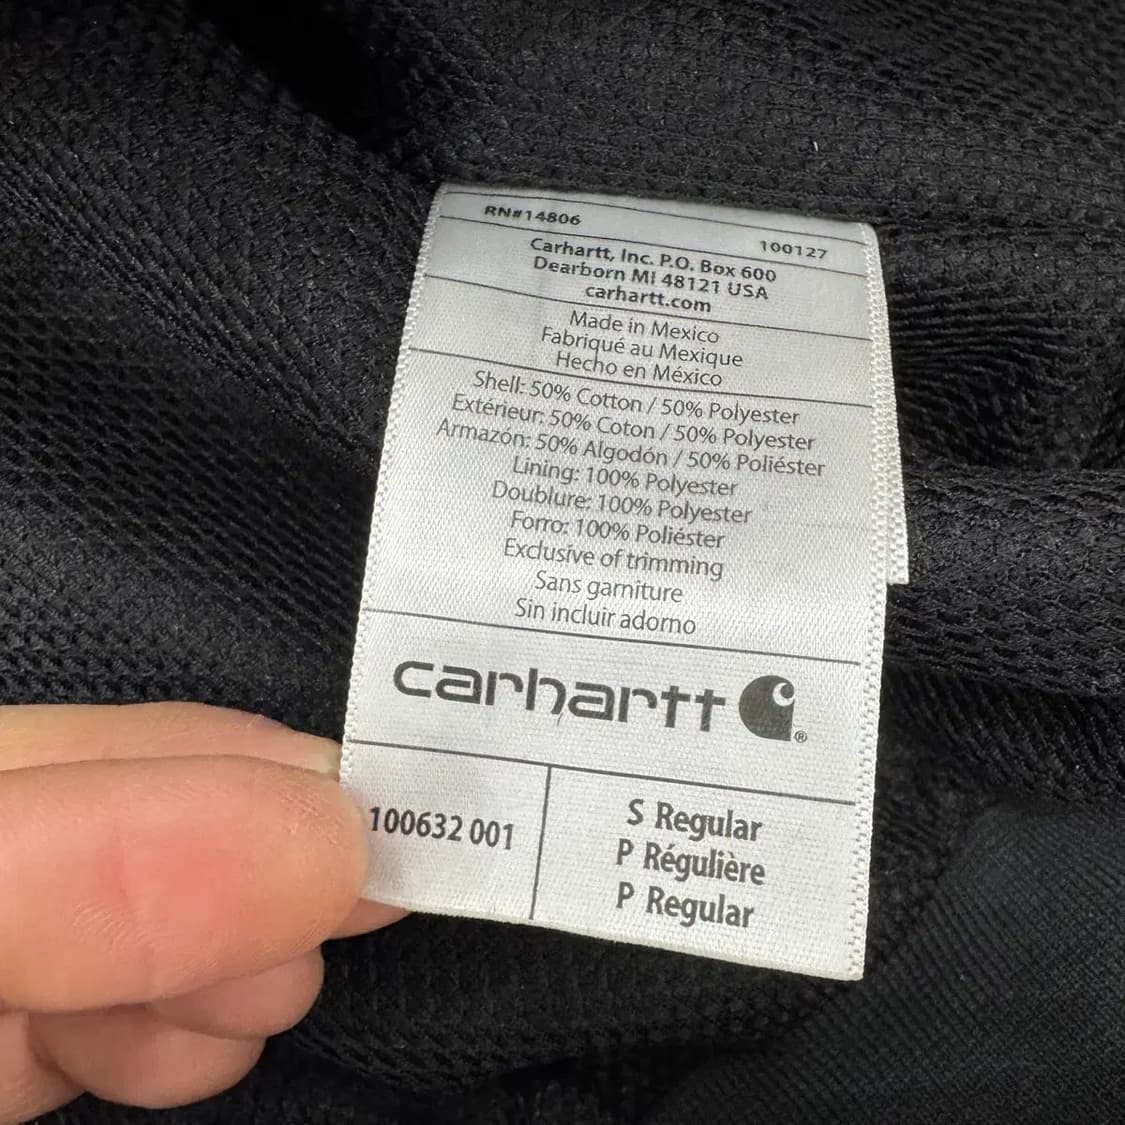 RN#14806
100127
Carhartt, Inc. P.O. Box 600
Dearborn MI 48121 USA
carhartt.com
Made in Mexico
Fabriqué au Mexique
Hecho en México
Shell: 50% Cotton / 50% Polyester
Extérieur: 50% Coton / 50% Polyester
Armazón: 50% Algodón / 50% Poliéster
Lining: 100% Polyester
Doublure: 100% Polyester
Forro: 100% Poliéster
Exclusive of trimming
Sans garniture
Sin incluir adorno
carhartt ®
100632 001
S Regular
P Régulière
P Regular